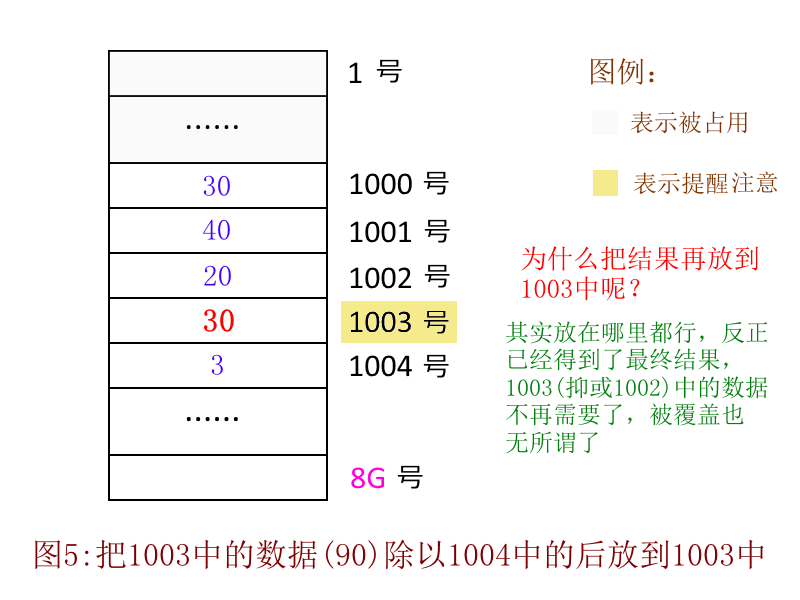 1 号
······
30
1000 号
40
1001 号
20
1002 号
30
1003 号
3
1004 号
······
8G 号
图例：
表示被占用
表示提醒注意
为什么把结果再放到
1003中呢？
其实放在哪里都行，反正
已经得到了最终结果，
1003(抑或1002)中的数据
不再需要了，被覆盖也
无所谓了
图5:把1003中的数据(90)除以1004中的后放到1003中